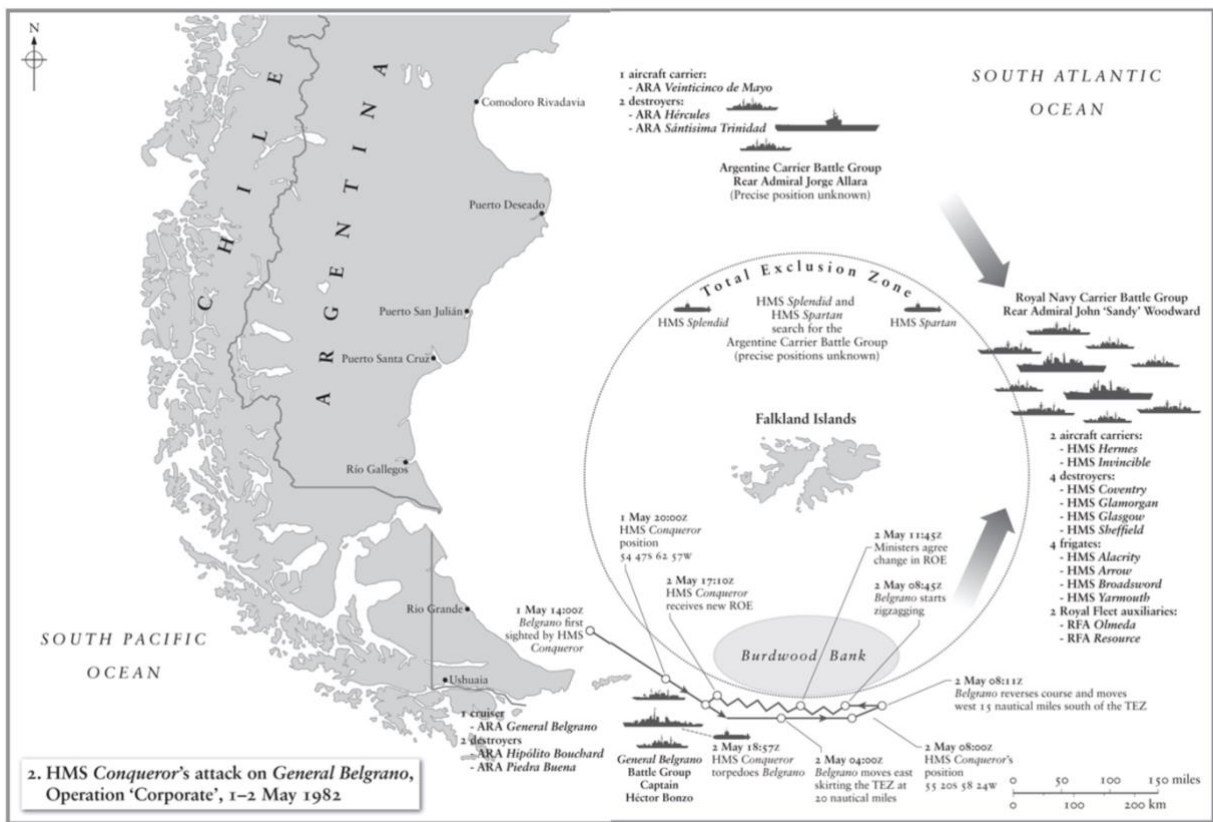 N
CHILE
ARGENTINA
Comodoro Rivadavia
Puerto Deseado
Puerto San Julián
Puerto Santa Cruz
Río Gallegos
Rio Grande
Ushuaia
SOUTH PACIFIC
OCEAN
SOUTH ATLANTIC
OCEAN
1 aircraft carrier:
- ARA Veinticinco de Mayo
2 destroyers:
- ARA Hércules
- ARA Sántisima Trinidad
Argentine Carrier Battle Group
Rear Admiral Jorge Allara
(Precise position unknown)
Total Exclusion Zone
HMS Splendid
HMS Splendid and
HMS Spartan
search for the
Argentine Carrier Battle Group
(precise positions unknown)
HMS Spartan
Royal Navy Carrier Battle Group
Rear Admiral John ‘Sandy’ Woodward
2 aircraft carriers:
- HMS Hermes
- HMS Invincible
4 destroyers:
- HMS Coventry
- HMS Glamorgan
- HMS Glasgow
- HMS Sheffield
4 frigates:
- HMS Alacrity
- HMS Arrow
- HMS Broadsword
- HMS Yarmouth
2 Royal Fleet auxiliaries:
- RFA Olmeda
- RFA Resource
Falkland Islands
1 May 20:00Z
HMS Conqueror
position
54 47S 62 57W
2 May 17:10Z
HMS Conqueror
receives new ROE
2 May 11:45Z
Ministers agree
change in ROE
2 May 08:45Z
Belgrano starts
zigzagging
1 May 14:00Z
Belgrano first
sighted by HMS
Conqueror
Burdwood Bank
2 May 08:11Z
Belgrano reverses course and moves
west 15 nautical miles south of the TEZ
1 cruiser
- ARA General Belgrano
2 destroyers
- ARA Hipólito Bouchard
- ARA Piedra Buena
General Belgrano
Battle Group
Captain
Héctor Bonzo
2 May 18:57Z
HMS Conqueror
torpedoes Belgrano
2 May 04:00Z
Belgrano moves east
skirting the TEZ at
20 nautical miles
2 May 08:00Z
HMS Conqueror’s
position
55 20S 58 24W
0 50 100 150 miles
0 100 200 km
2. HMS Conqueror’s attack on General Belgrano,
Operation ‘Corporate’, 1–2 May 1982